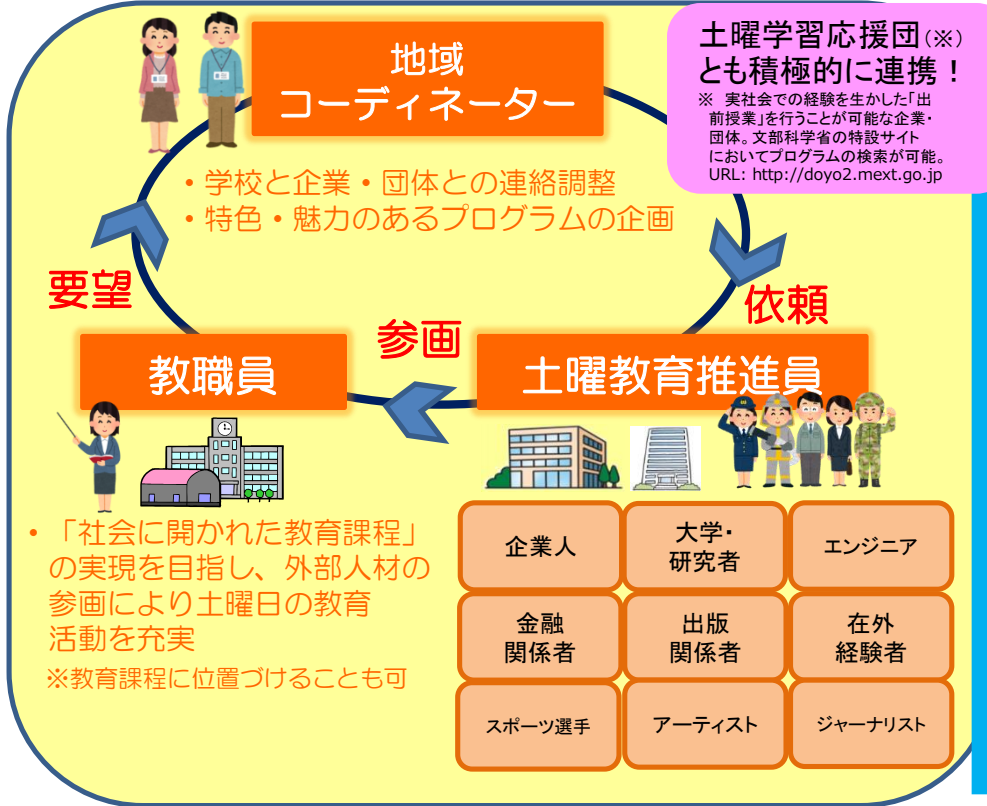 地域
コーディネーター
土曜学習応援団(※)
とも積極的に連携！
※ 実社会での経験を生かした「出
前授業」を行うことが可能な企業・
団体。文部科学省の特設サイト
においてプログラムの検索が可能。
URL: http://doyo2.mext.go.jp
・学校と企業・団体との連絡調整
・特色・魅力のあるプログラムの企画
要望
依頼
参画
教職員
土曜教育推進員
・「社会に開かれた教育課程」
の実現を目指し、外部人材の
参画により土曜日の教育
活動を充実
※教育課程に位置づけることも可
企業人
大学・
研究者
エンジニア
金融
関係者
出版
関係者
在外
経験者
スポーツ選手
アーティスト
ジャーナリスト